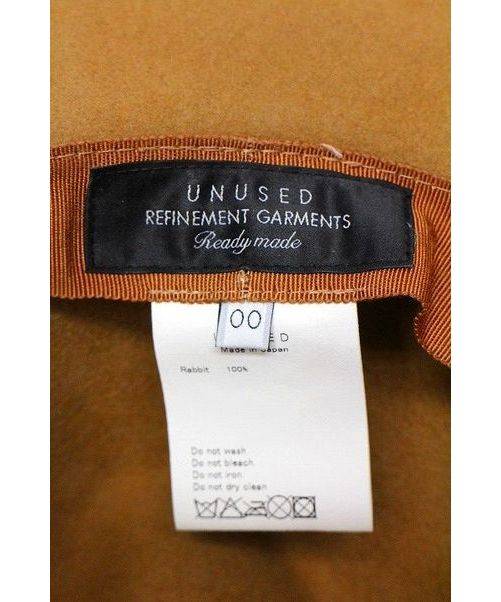 UNUSED
REFINEMENT GARMENTS
Ready made
00
Made in Japan
Rabbit 100%
Do not wash
Do not bleach
Do not iron
Do not dry clean